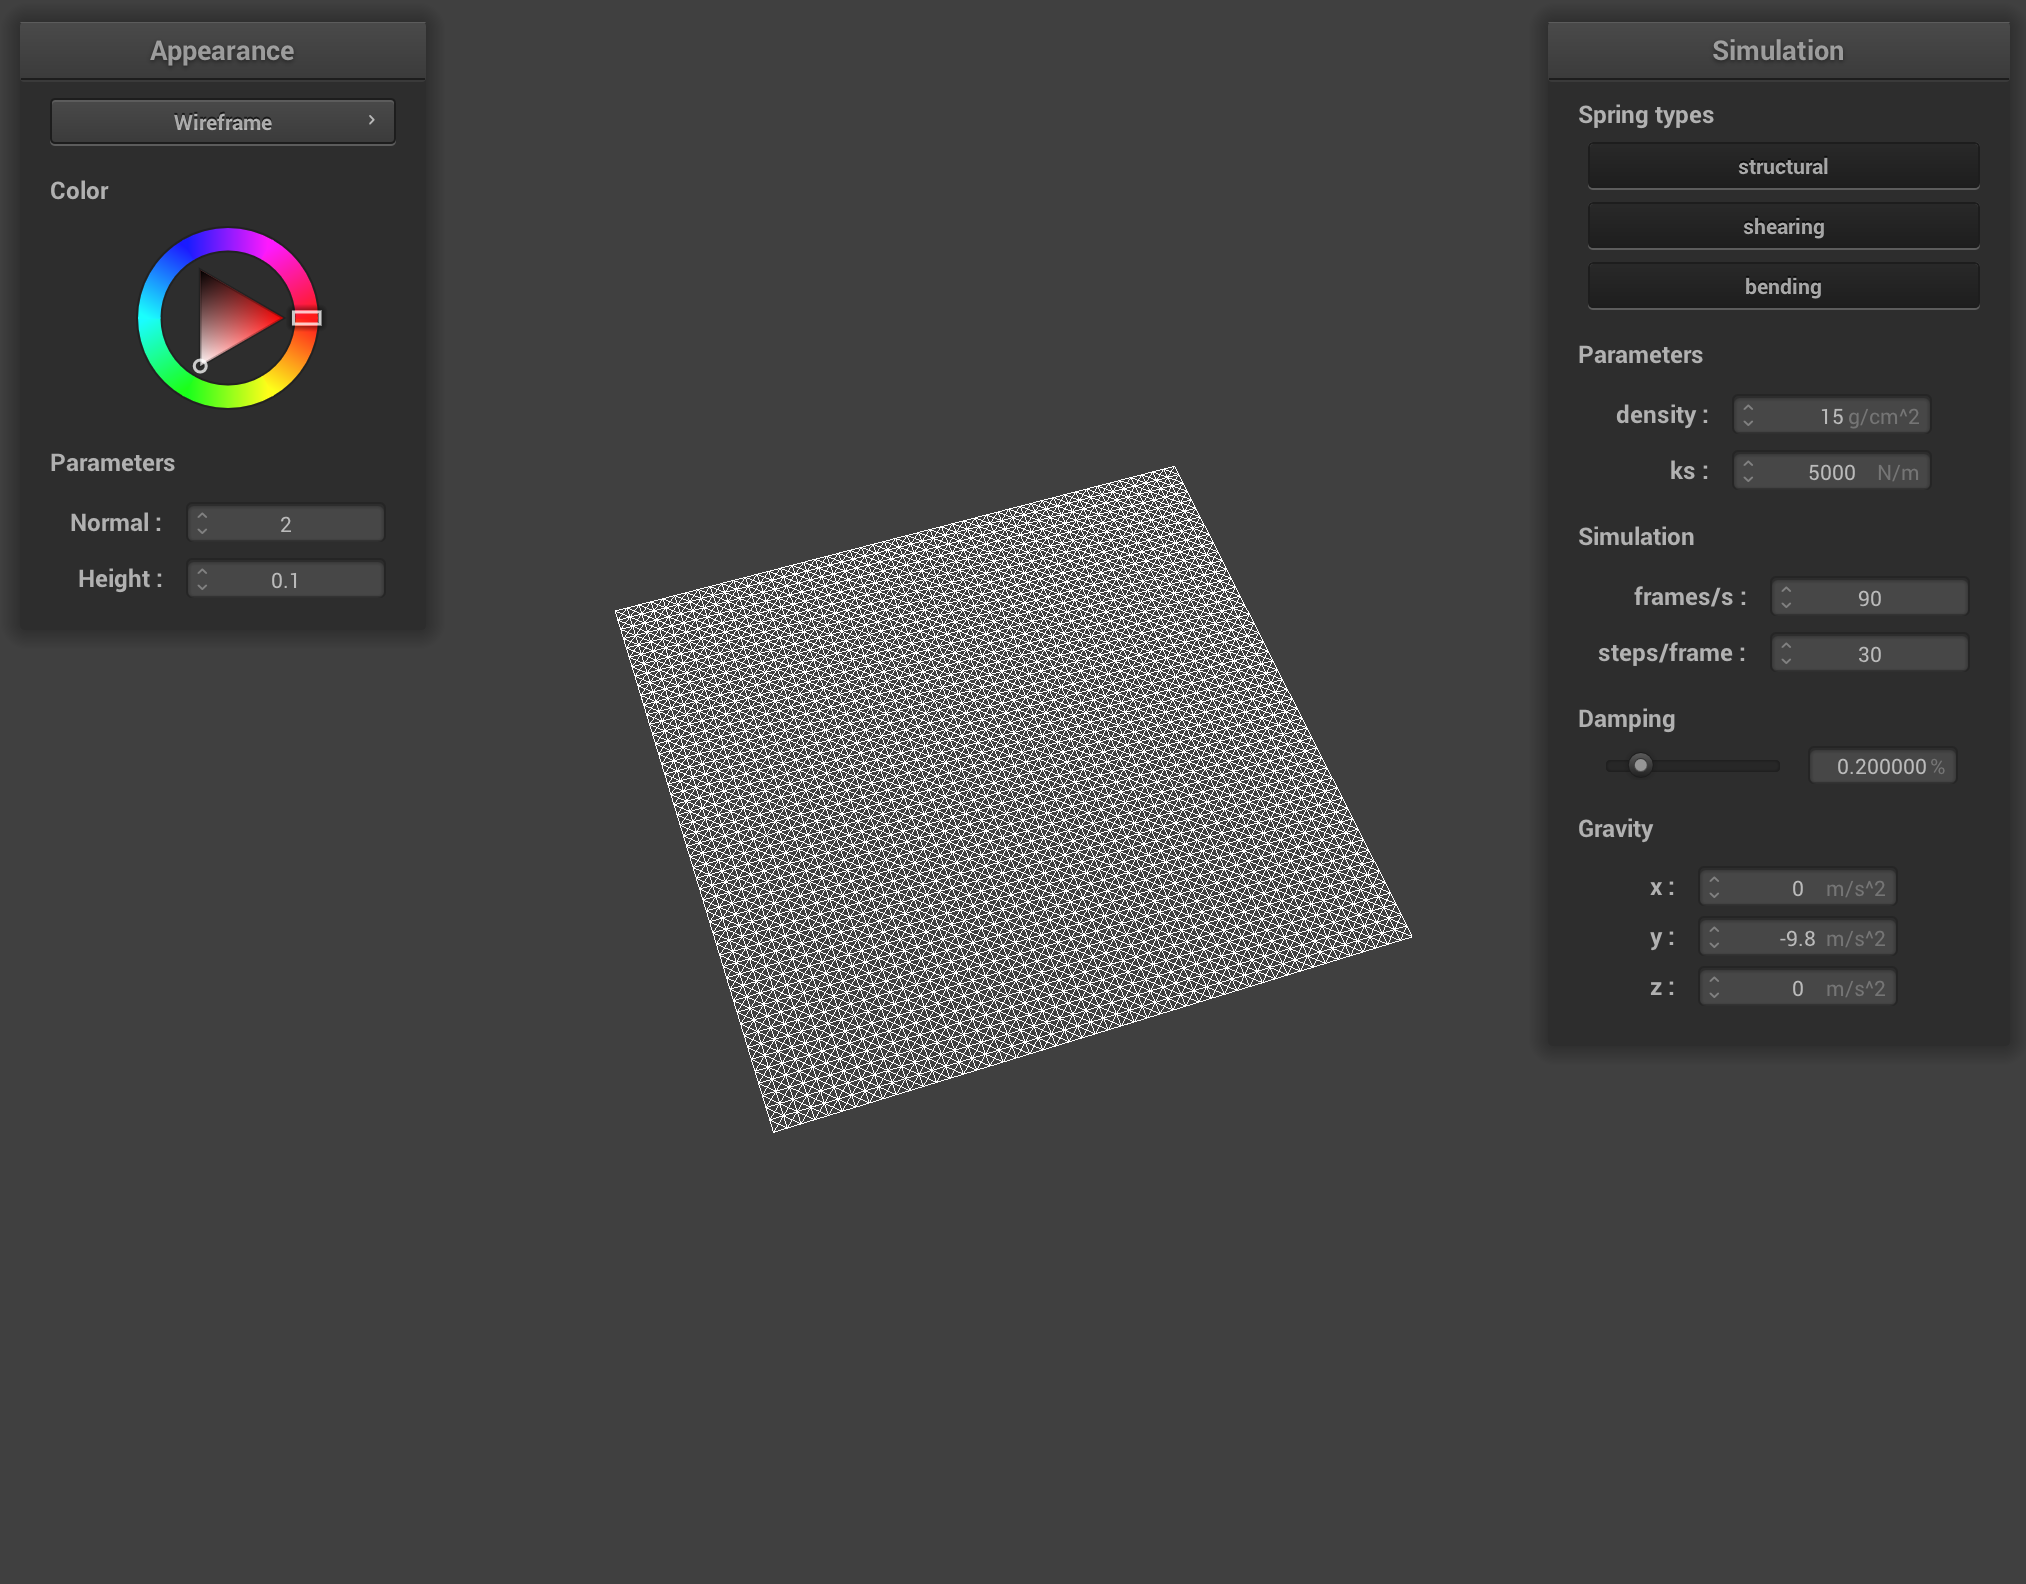 Appearance
Wireframe
Color
Parameters
Normal : 2
Height : 0.1
Simulation
Spring types
structural
shearing
bending
Parameters
density : 15 g/cm^2
ks : 5000 N/m
Simulation
frames/s : 90
steps/frame : 30
Damping
0.200000 %
Gravity
x : 0 m/s^2
y : -9.8 m/s^2
z : 0 m/s^2